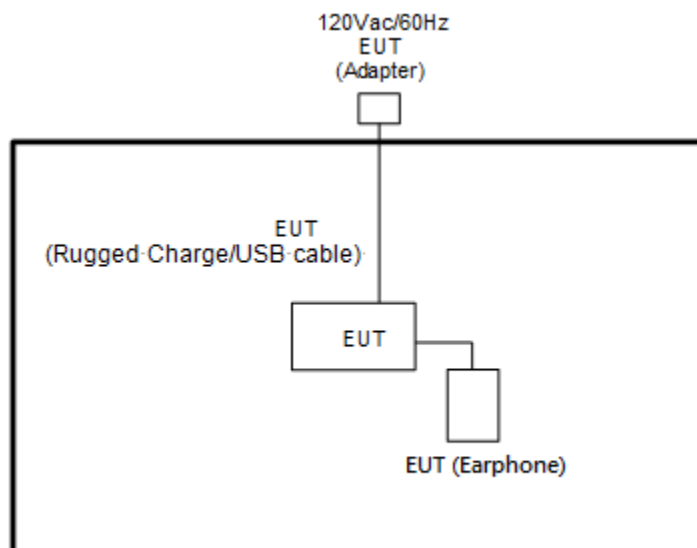 120Vac/60Hz
EUT
(Adapter)
EUT
(Rugged Charge/USB cable)
EUT
EUT (Earphone)